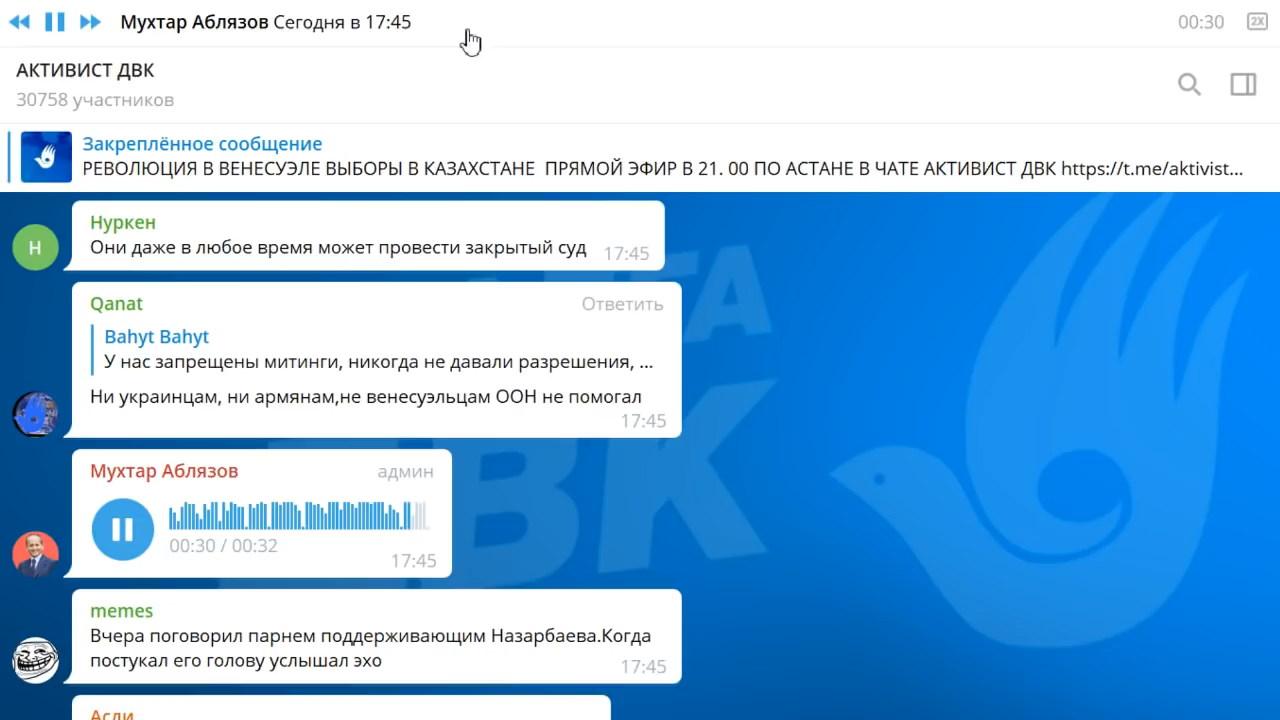 Мухтар Аблязов Сегодня в 17:45
00:30
2X
АКТИВИСТ ДВК
30758 участников
Закреплённое сообщение
РЕВОЛЮЦИЯ В ВЕНЕСУЭЛЕ ВЫБОРЫ В КАЗАХСТАНЕ ПРЯМОЙ ЭФИР В 21. 00 ПО АСТАНЕ В ЧАТЕ АКТИВИСТ ДВК https://t.me/aktivist...
Нуркен
Н
Они даже в любое время может провести закрытый суд
17:45
Qanat
Ответить
Bahyt Bahyt
У нас запрещены митинги, никогда не давали разрешения, ...
Ни украинцам, ни армянам,не венесуэльцам ООН не помогал
17:45
Мухтар Аблязов
админ
00:30 / 00:32
17:45
memes
Вчера поговорил парнем поддерживающим Назарбаева.Когда
постукал его голову услышал эхо
17:45
ДВК